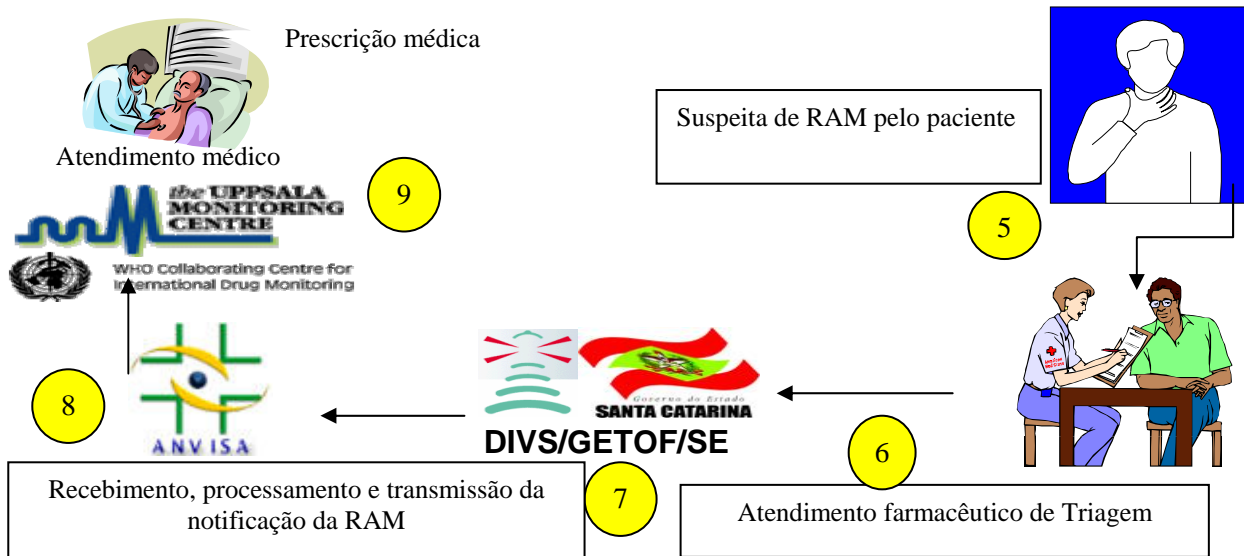 Prescrição médica
Atendimento médico
Suspeita de RAM pelo paciente
5
9
the UPPSALA
MONITORING
CENTRE
WHO Collaborating Centre for
International Drug Monitoring
8
ANVISA
Governo do Estado
SANTA CATARINA
DIVS/GETOF/SE
6
7
Recebimento, processamento e transmissão da
notificação da RAM
Atendimento farmacêutico de Triagem